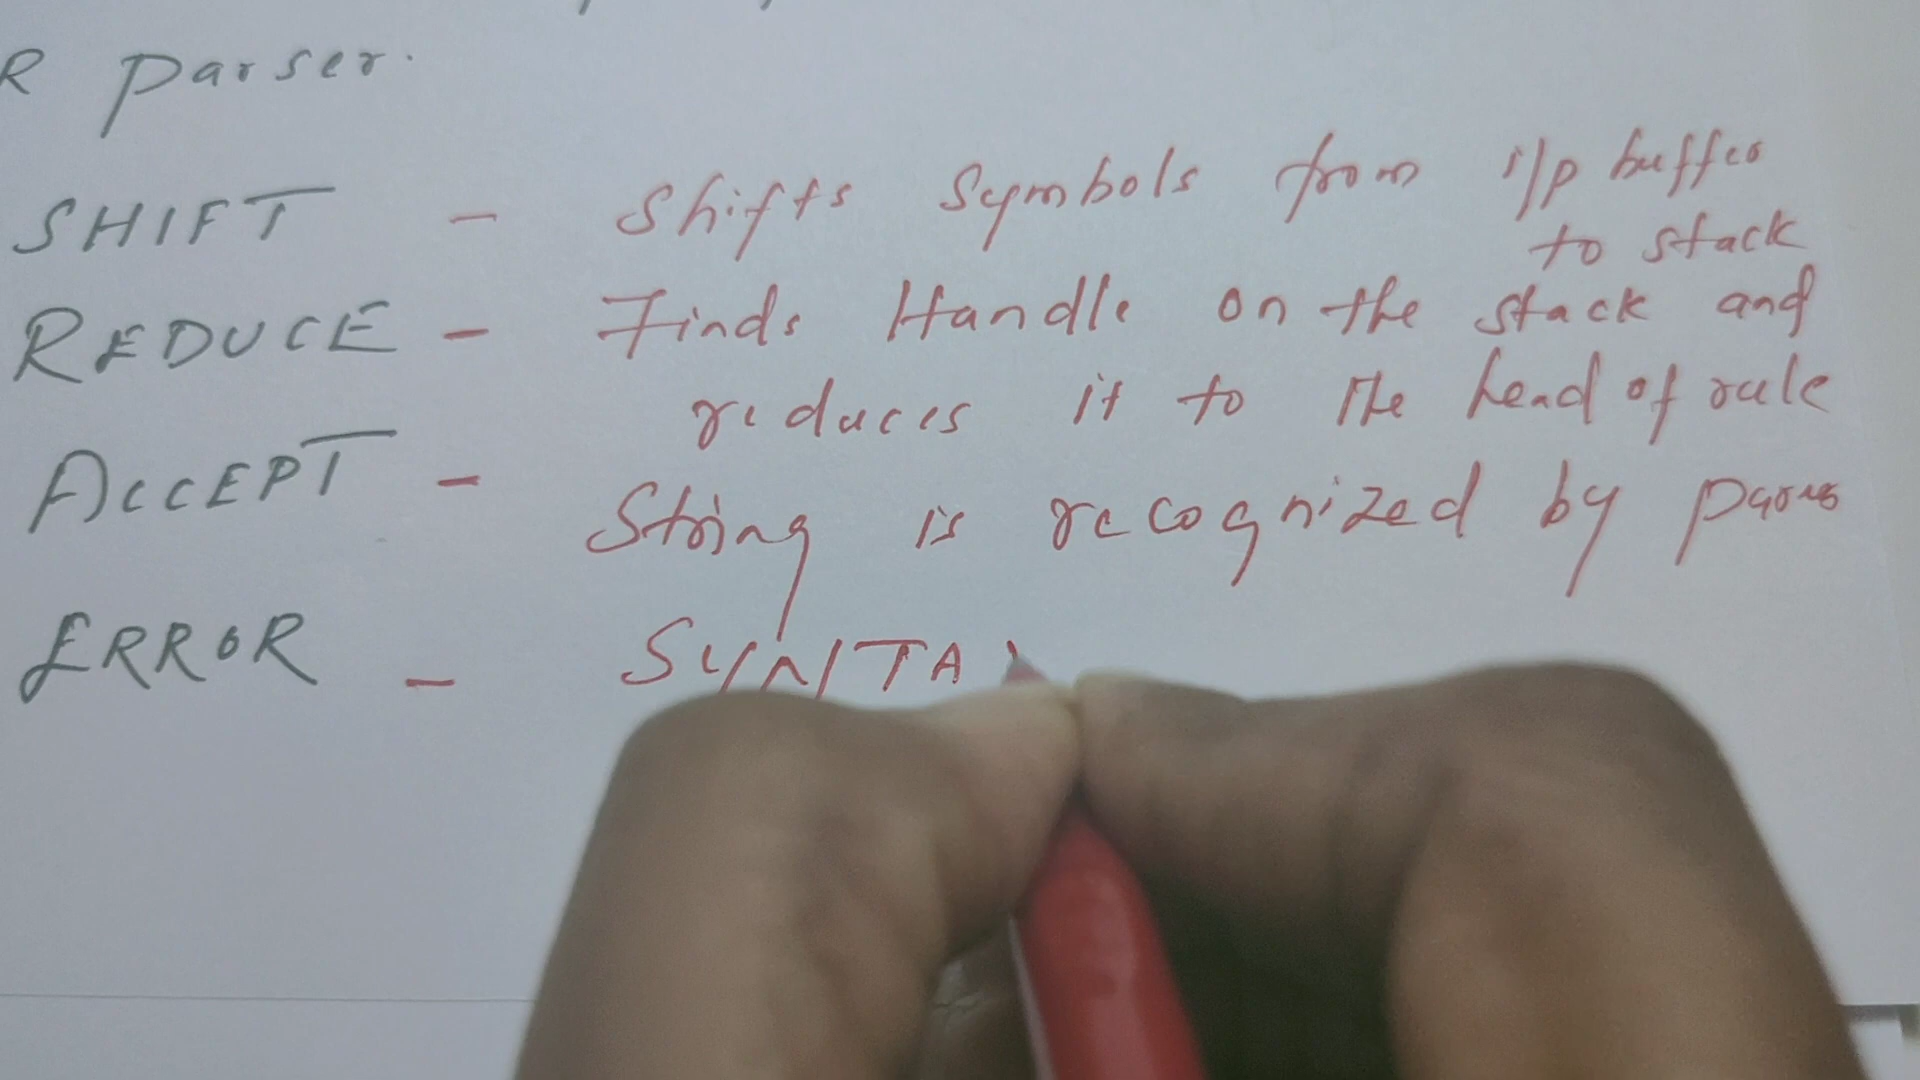 R Parser.
SHIFT - Shifts Symbols from i/p buffer
to stack
REDUCE - Finds Handle on the stack and
reduces it to the head of rule
ACCEPT - String is recognized by Parser
ERROR - SYNTA